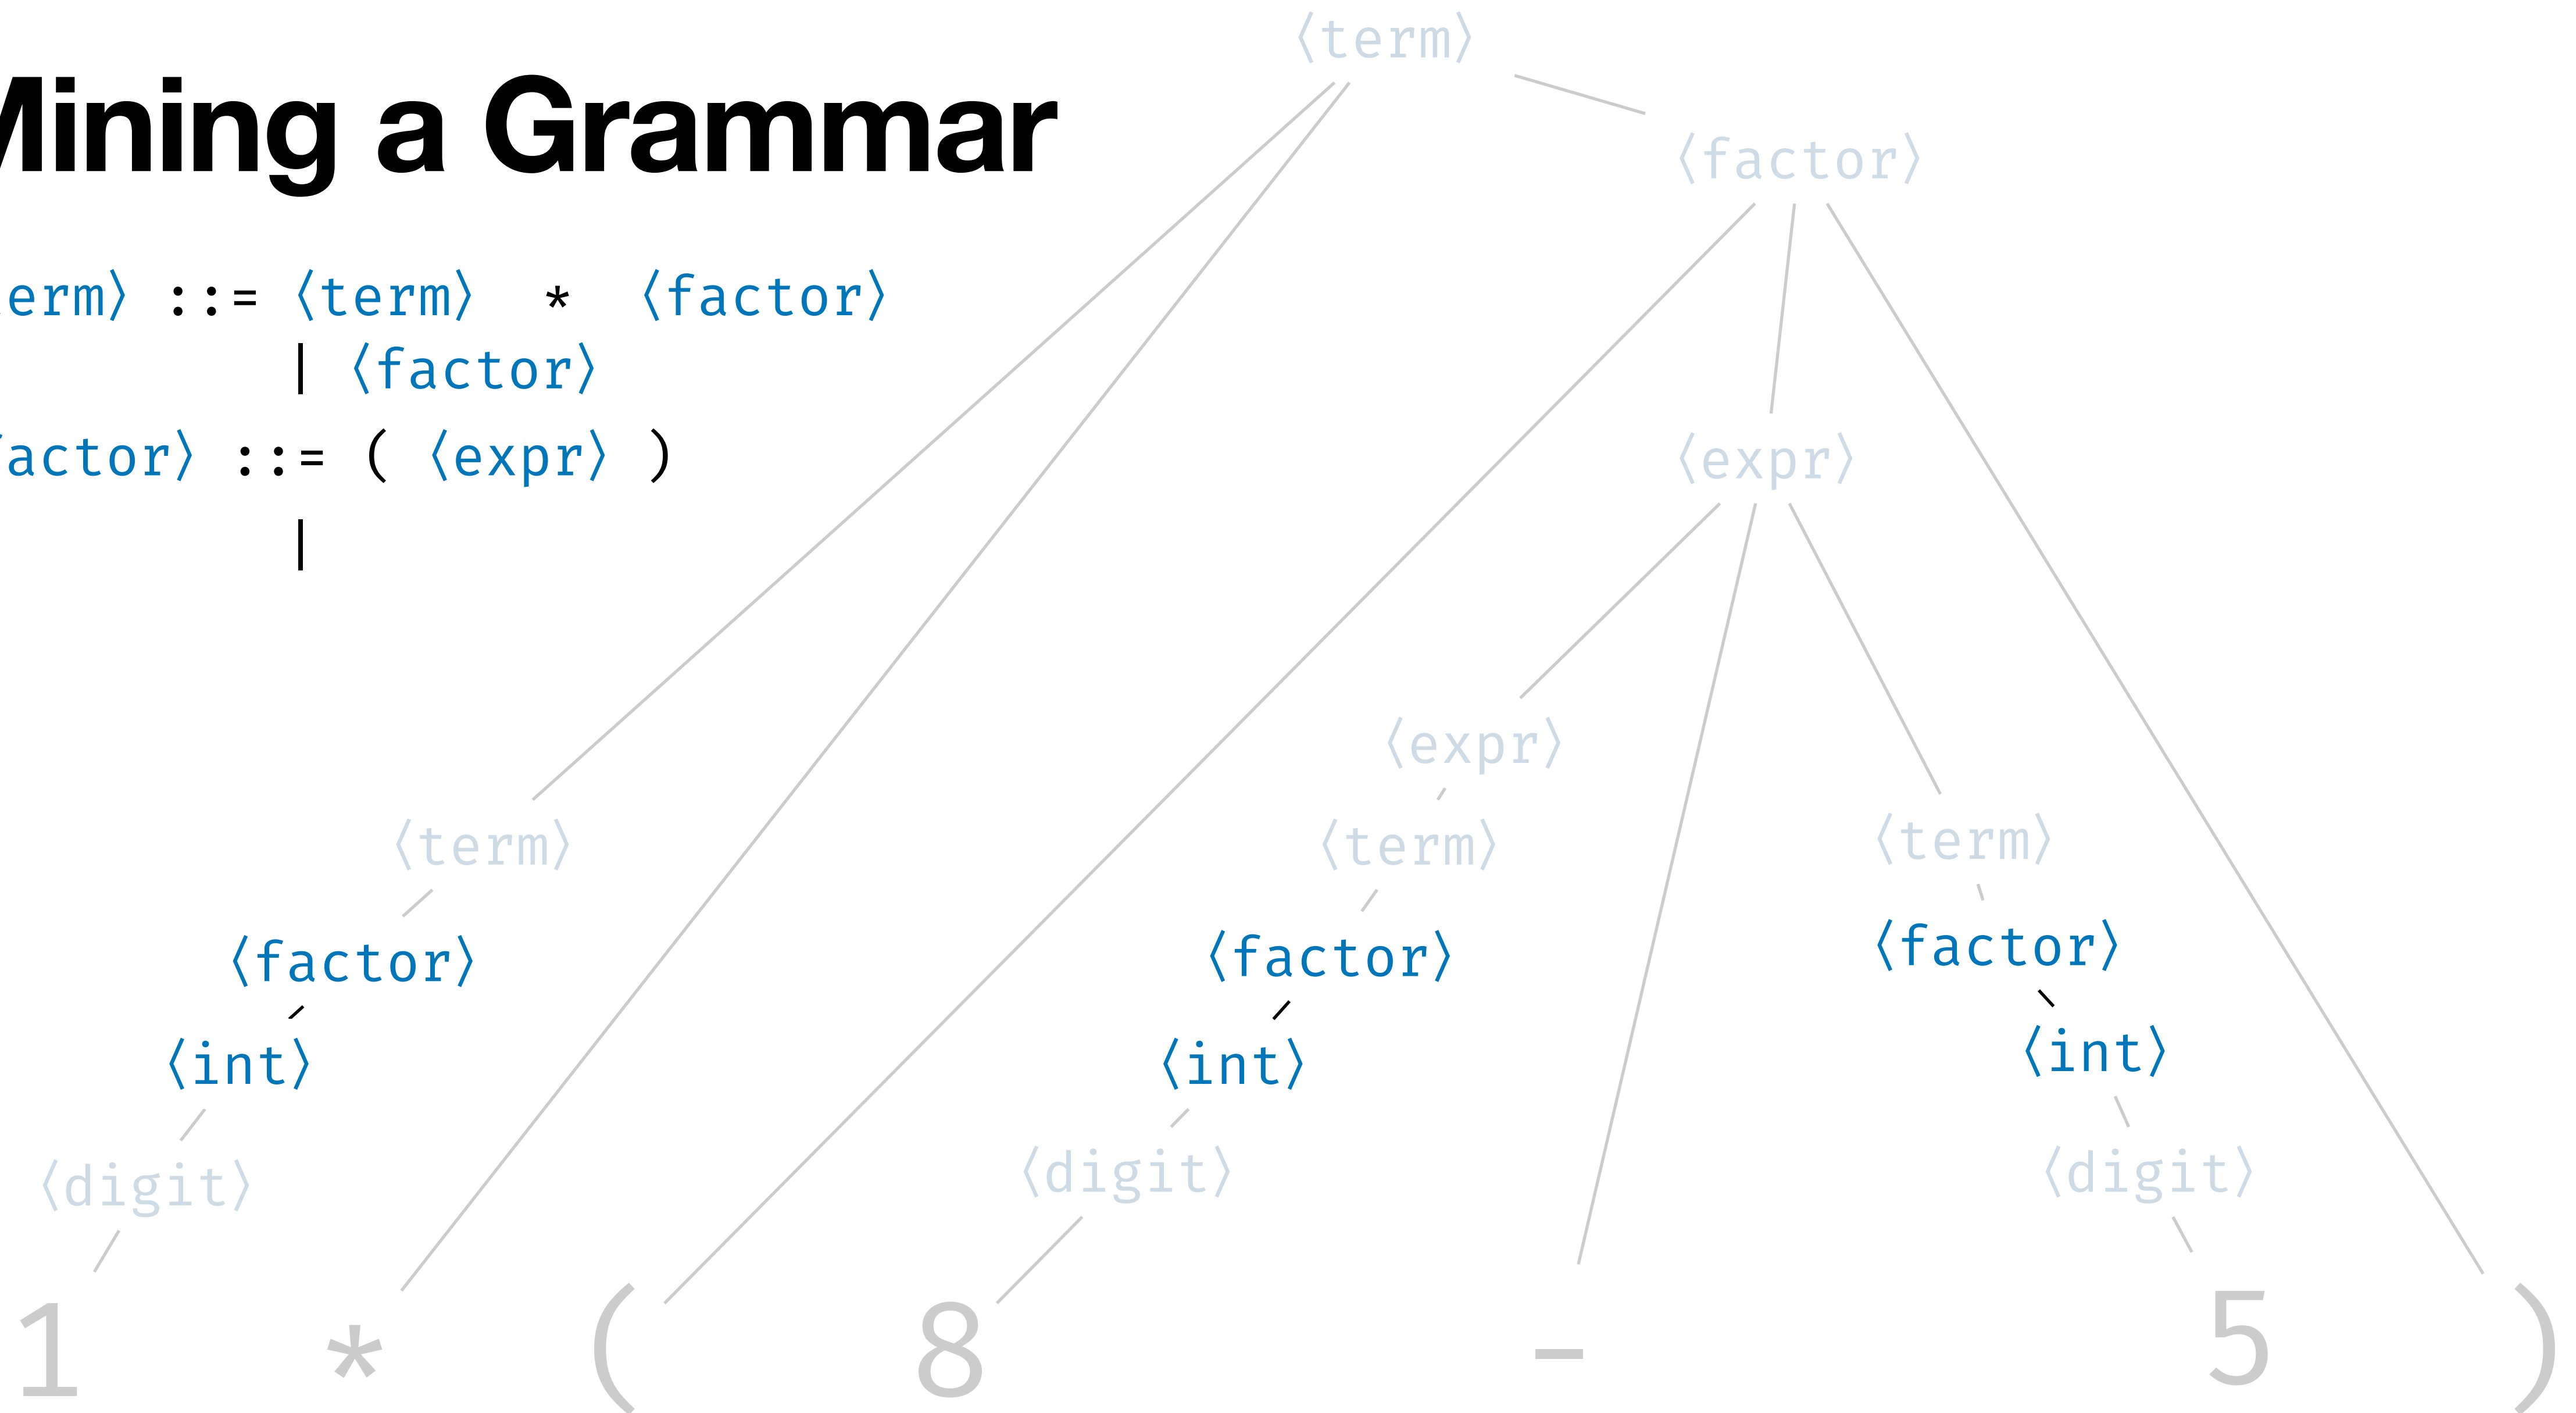 Mining a Grammar
erm⟩ ::= ⟨term⟩ * ⟨factor⟩
| ⟨factor⟩
actor⟩ ::= ( ⟨expr⟩ )
|
⟨term⟩
⟨factor⟩
⟨expr⟩
⟨expr⟩
⟨term⟩ ⟨term⟩ ⟨term⟩
⟨factor⟩ ⟨factor⟩ ⟨factor⟩
⟨int⟩ ⟨int⟩ ⟨int⟩
⟨digit⟩ ⟨digit⟩ ⟨digit⟩
1 * ( 8 - 5 )